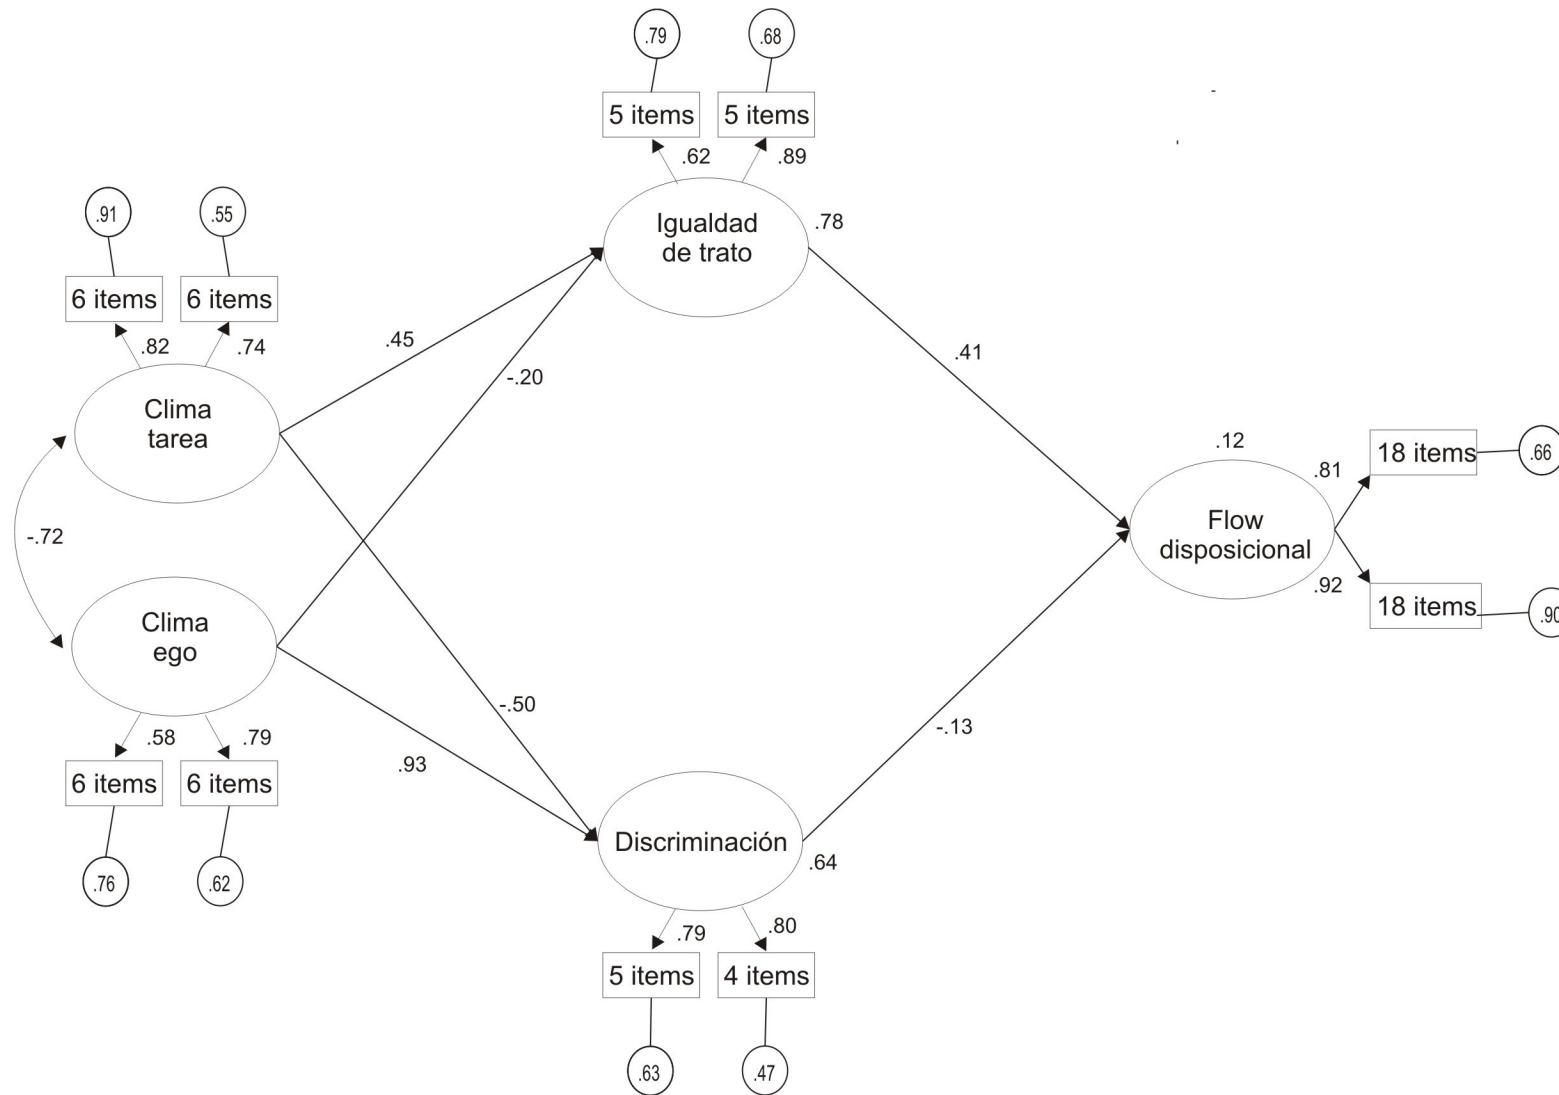 .79 .68
5 items 5 items
.62 .89
Igualdad
de trato
.78
.91 .55
6 items 6 items
.82 .74
Clima
tarea
.45
-.20
.41
-.72
.12
Flow
disposicional
.81
18 items .66
.92
18 items .90
Clima
ego
-.50
.93
-.13
.58 .79
6 items 6 items
.76 .62
Discriminación
.64
.79 .80
5 items 4 items
.63 .47